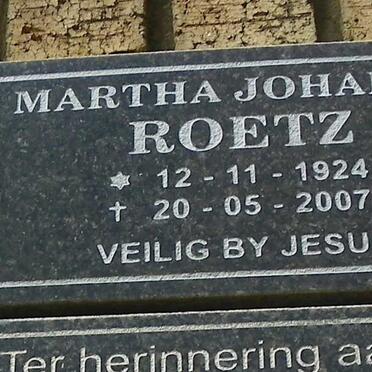 MARTHA JOHA
ROETZ
✡ 12 - 11 - 1924
✝ 20 - 05 - 2007
VEILIG BY JESU
Ter herinnering aa